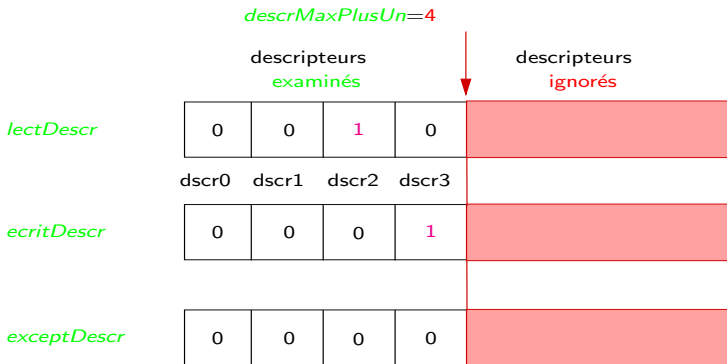 descrMaxPlusUn=4
descripteurs descripteurs
examinés ignorés
lectDescr 0 0 1 0
dscr0 dscr1 dscr2 dscr3
ecritDescr 0 0 0 1
exceptDescr 0 0 0 0